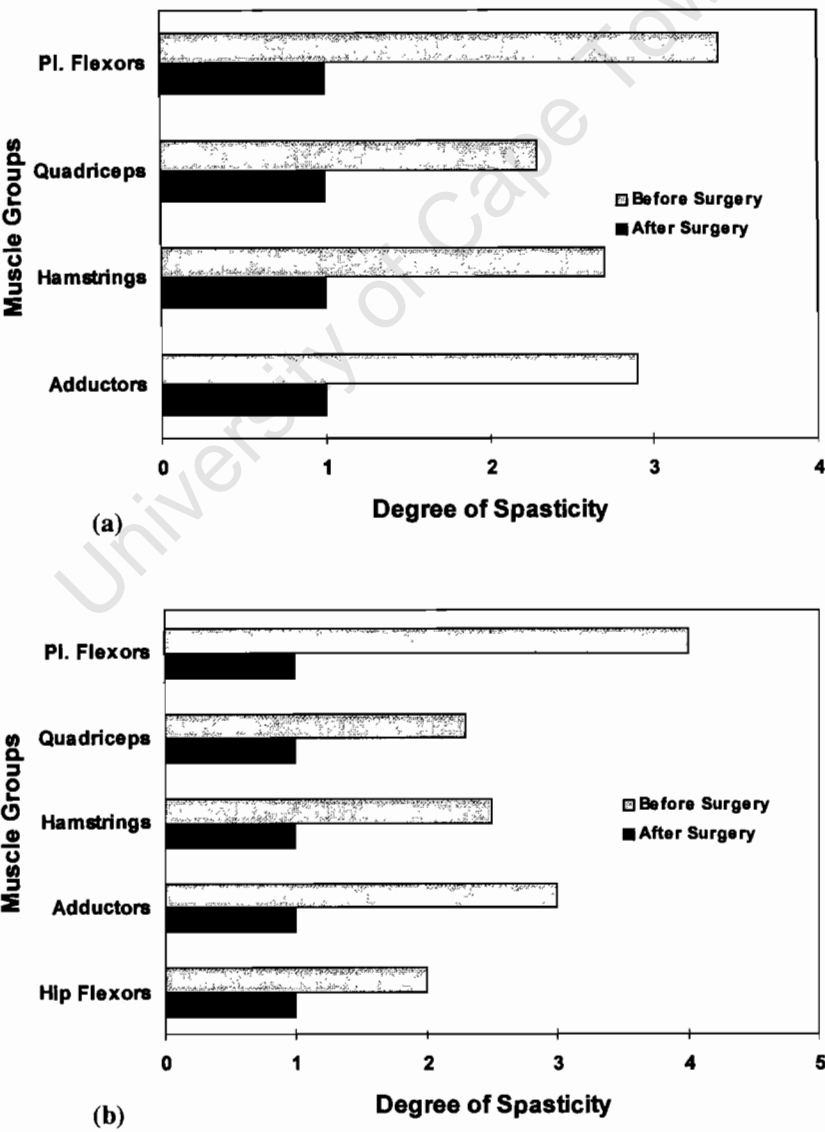 Pl. Flexors
Quadriceps
Hamstrings
Adductors
Muscle Groups
Before Surgery
After Surgery
0 1 2 3 4
Degree of Spasticity
(a)
Pl. Flexors
Quadriceps
Hamstrings
Adductors
Hip Flexors
Muscle Groups
Before Surgery
After Surgery
0 1 2 3 4 5
Degree of Spasticity
(b)
University of Cape Tow